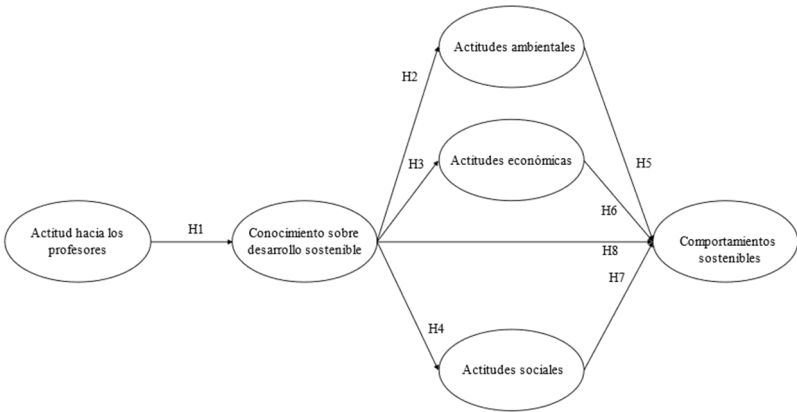 Actitudes ambientales
H2
Actitudes económicas
H3
H5
H6
Actitud hacia los
profesores
H1
Conocimiento sobre
desarrollo sostenible
H8
Comportamientos
sostenibles
H7
H4
Actitudes sociales